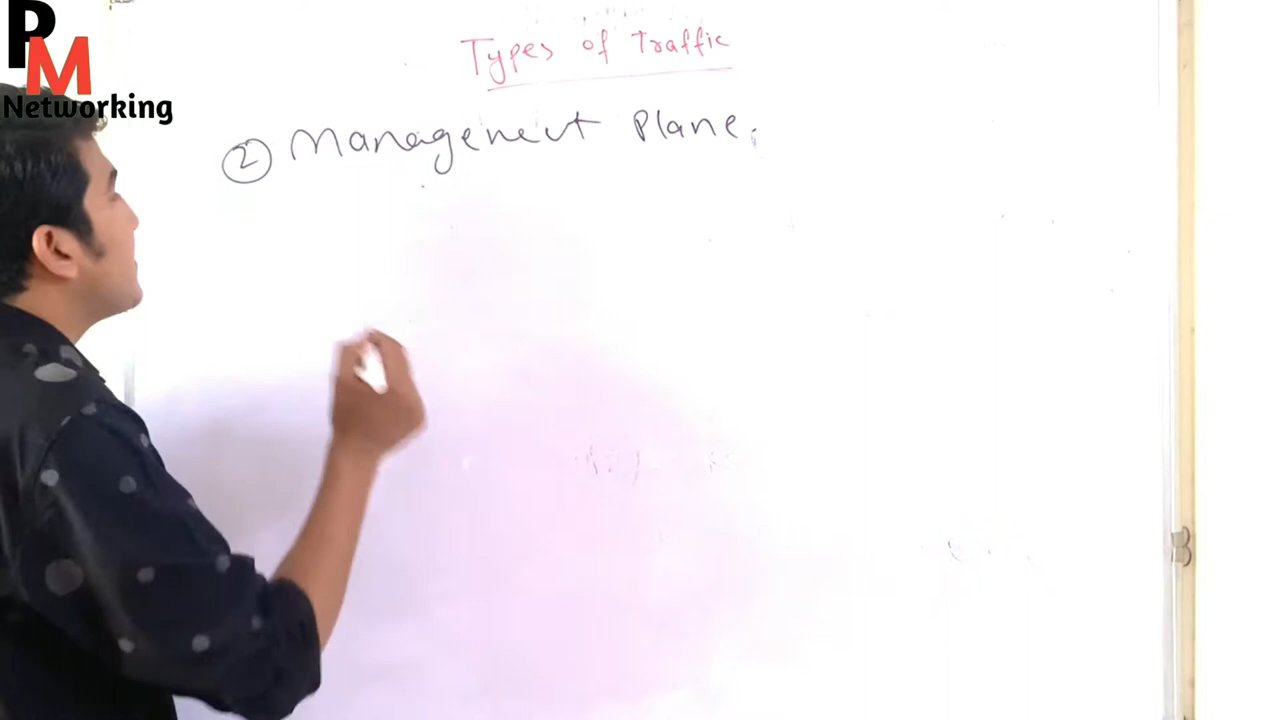 PM
Networking
Types of Traffic
② Management Plane: